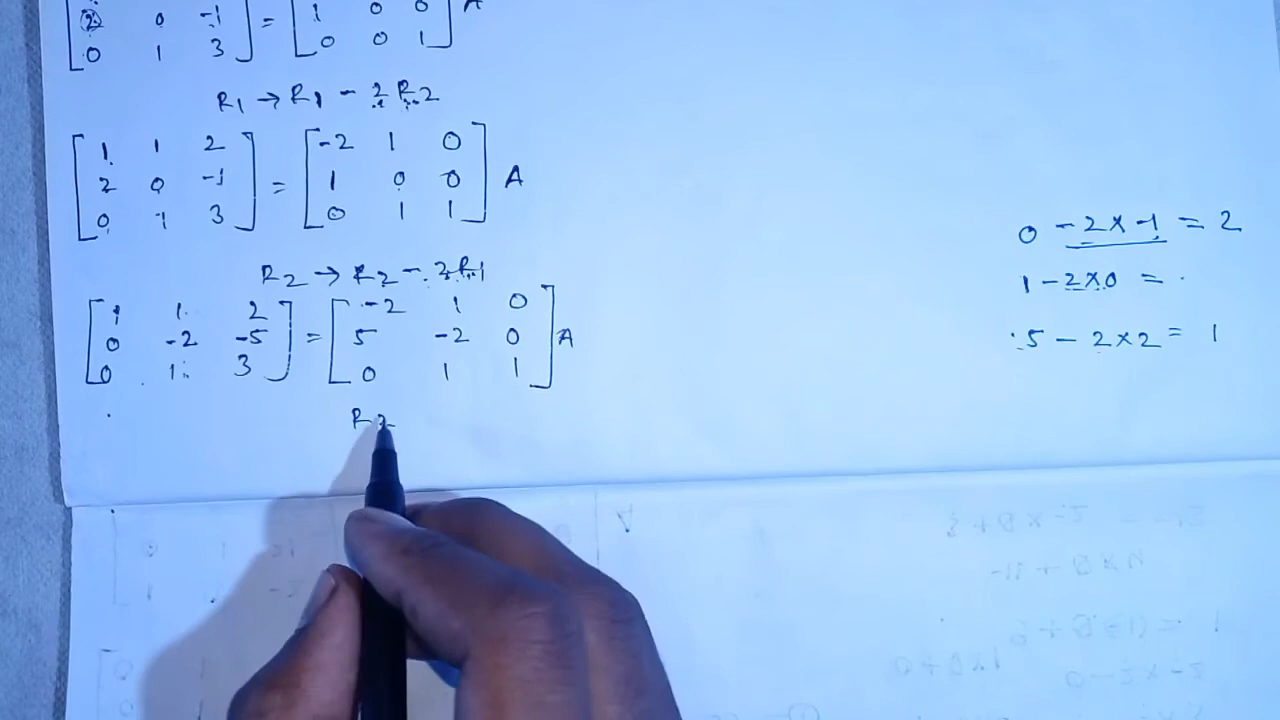 ② 0 -1 = 1 0 0 A
0 1 3 0 0 1
R1 → R1 - 2 R2
1 1 2 -2 1 0
2 0 -1 = 1 0 0 A
0 1 3 0 1 1
R2 → R2 - 2R1
1 1 2 -2 1 0
0 -2 -5 = 5 -2 0 A
0 1 3 0 1 1
R2
0 - 2 x -1 = 2
1 - 2 x 0 =
5 - 2 x 2 = 1